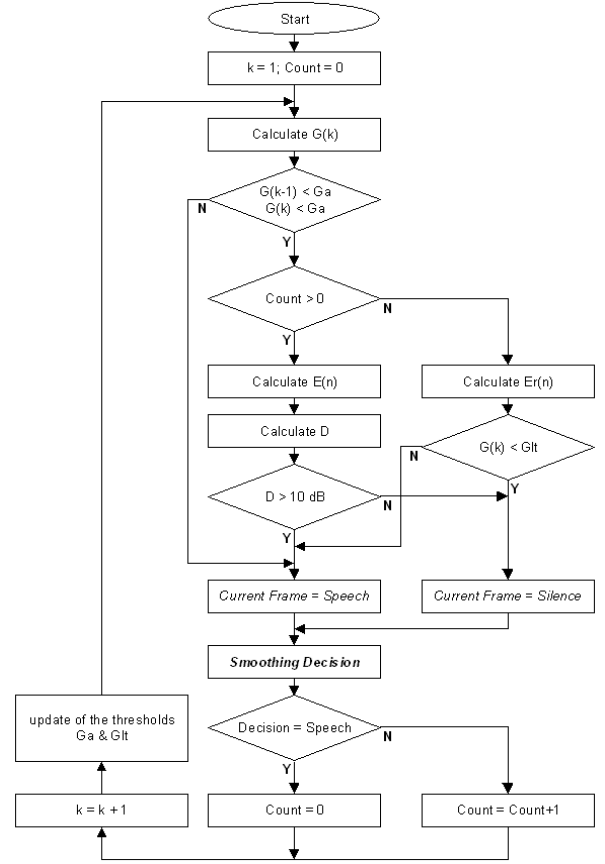 Start
k = 1; Count = 0
Calculate G(k)
G(k-1) < Ga
G(k) < Ga
N
Y
Count > 0
N
Y
Calculate E(n)
Calculate Er(n)
Calculate D
G(k) < Glt
N
Y
D > 10 dB
N
Y
Current Frame = Speech
Current Frame = Silence
Smoothing Decision
update of the thresholds
Ga & Glt
Decision = Speech
N
Y
k = k + 1
Count = 0
Count = Count+1